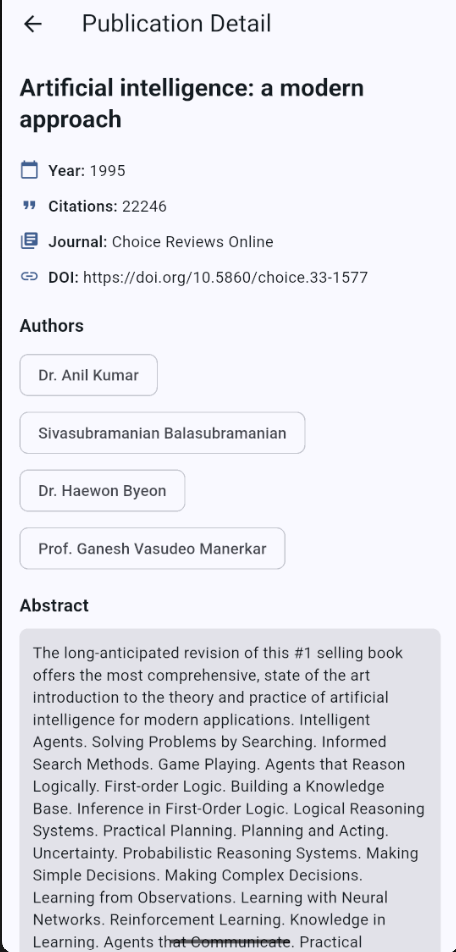 Publication Detail
Artificial intelligence: a modern
approach
Year: 1995
Citations: 22246
Journal: Choice Reviews Online
DOI: https://doi.org/10.5860/choice.33-1577
Authors
Dr. Anil Kumar
Sivasubramanian Balasubramanian
Dr. Haewon Byeon
Prof. Ganesh Vasudeo Manerkar
Abstract
The long-anticipated revision of this #1 selling book
offers the most comprehensive, state of the art
introduction to the theory and practice of artificial
intelligence for modern applications. Intelligent
Agents. Solving Problems by Searching. Informed
Search Methods. Game Playing. Agents that Reason
Logically. First-order Logic. Building a Knowledge
Base. Inference in First-Order Logic. Logical Reasoning
Systems. Practical Planning. Planning and Acting.
Uncertainty. Probabilistic Reasoning Systems. Making
Simple Decisions. Making Complex Decisions.
Learning from Observations. Learning with Neural
Networks. Reinforcement Learning. Knowledge in
Learning. Agents that Communicate. Practical